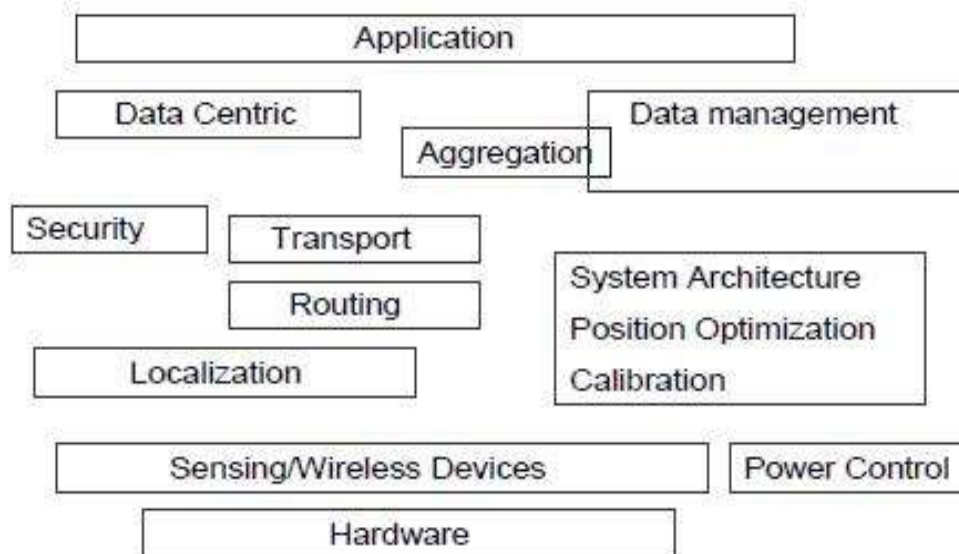 Application
Data Centric
Data management
Aggregation
Security
Transport
System Architecture
Routing
Position Optimization
Localization
Calibration
Sensing/Wireless Devices
Power Control
Hardware